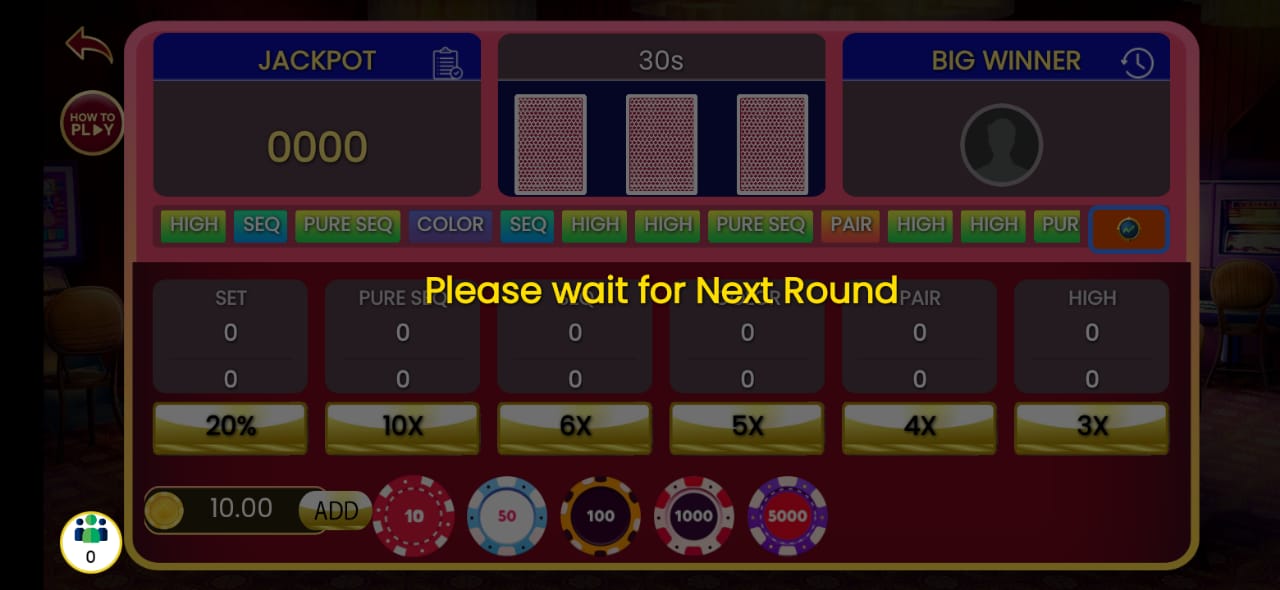 JACKPOT
30s
BIG WINNER
HOW TO
PLAY
0000
HIGH SEQ PURE SEQ COLOR SEQ HIGH HIGH PURE SEQ PAIR HIGH HIGH PUR
Please wait for Next Round
SET PURE SEQ COLOR PAIR HIGH
0 0 0 0 0 0
0 0 0 0 0 0
20% 10X 6X 5X 4X 3X
10.00 ADD 10 50 100 1000 5000
0